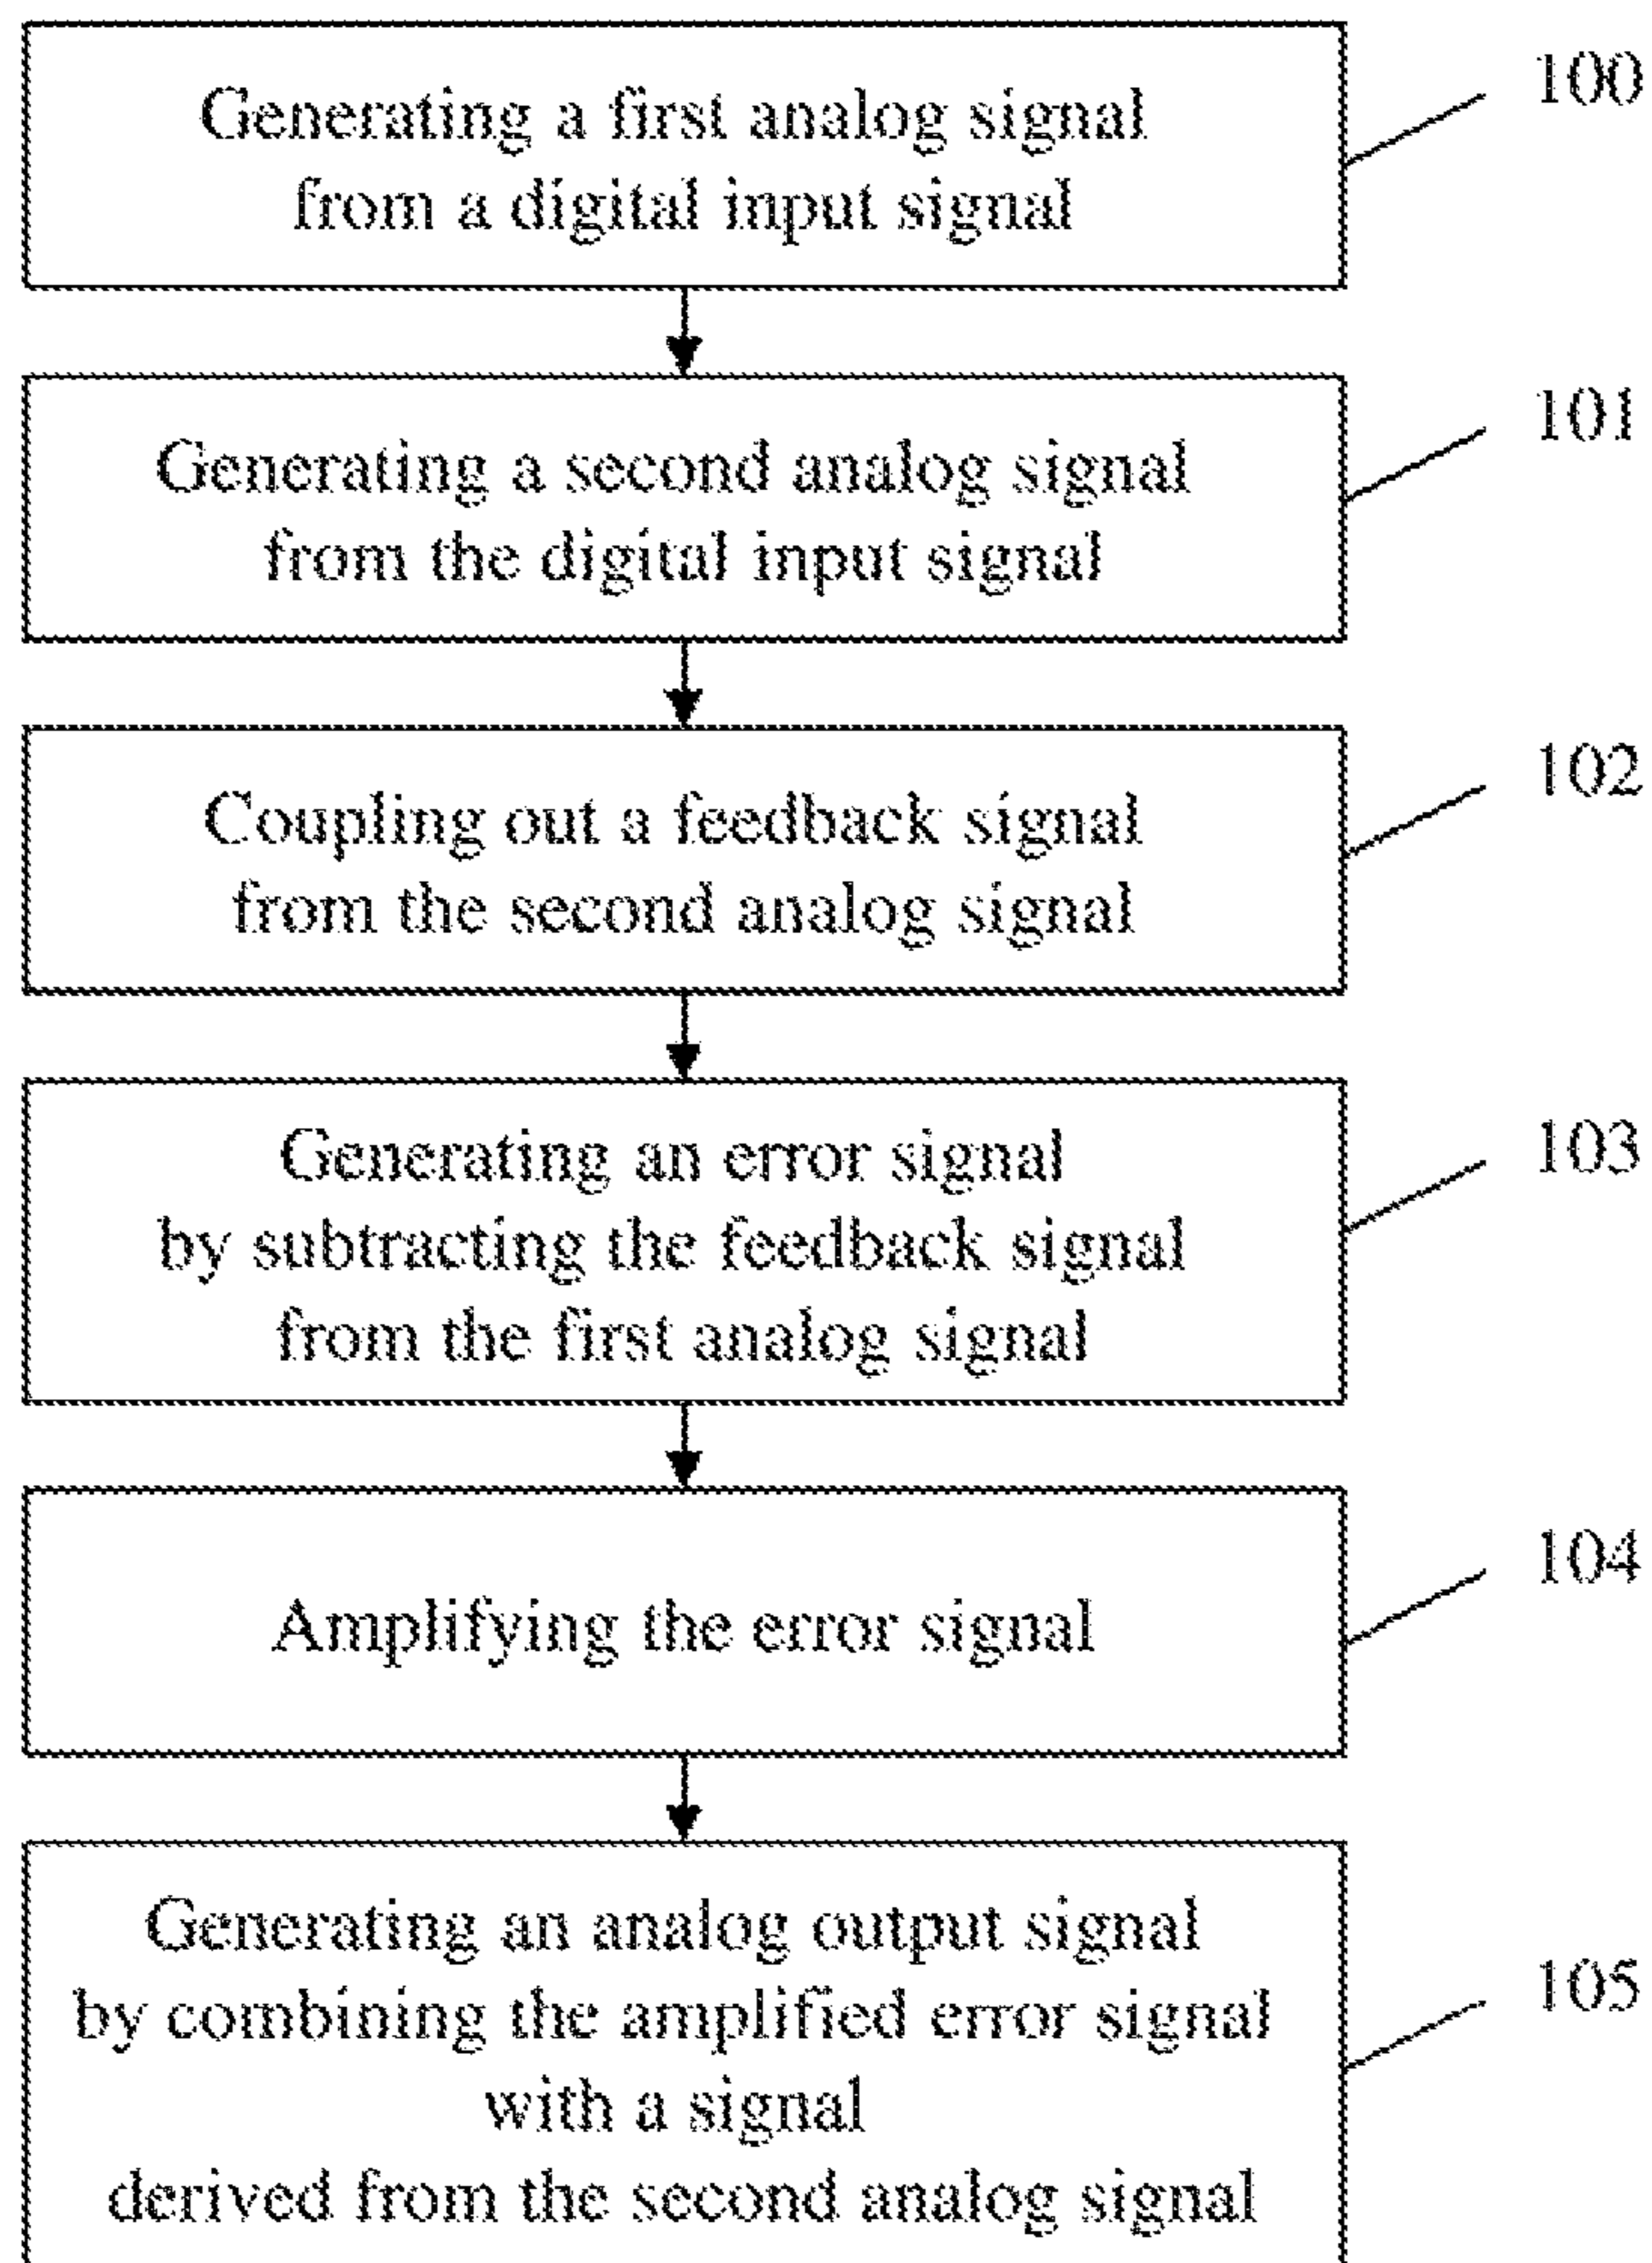 Generating a first analog signal
from a digital input signal
100
Generating a second analog signal
from the digital input signal
101
Coupling out a feedback signal
from the second analog signal
102
Generating an error signal
by subtracting the feedback signal
from the first analog signal
103
Amplifying the error signal
104
Generating an analog output signal
by combining the amplified error signal
with a signal
derived from the second analog signal
105